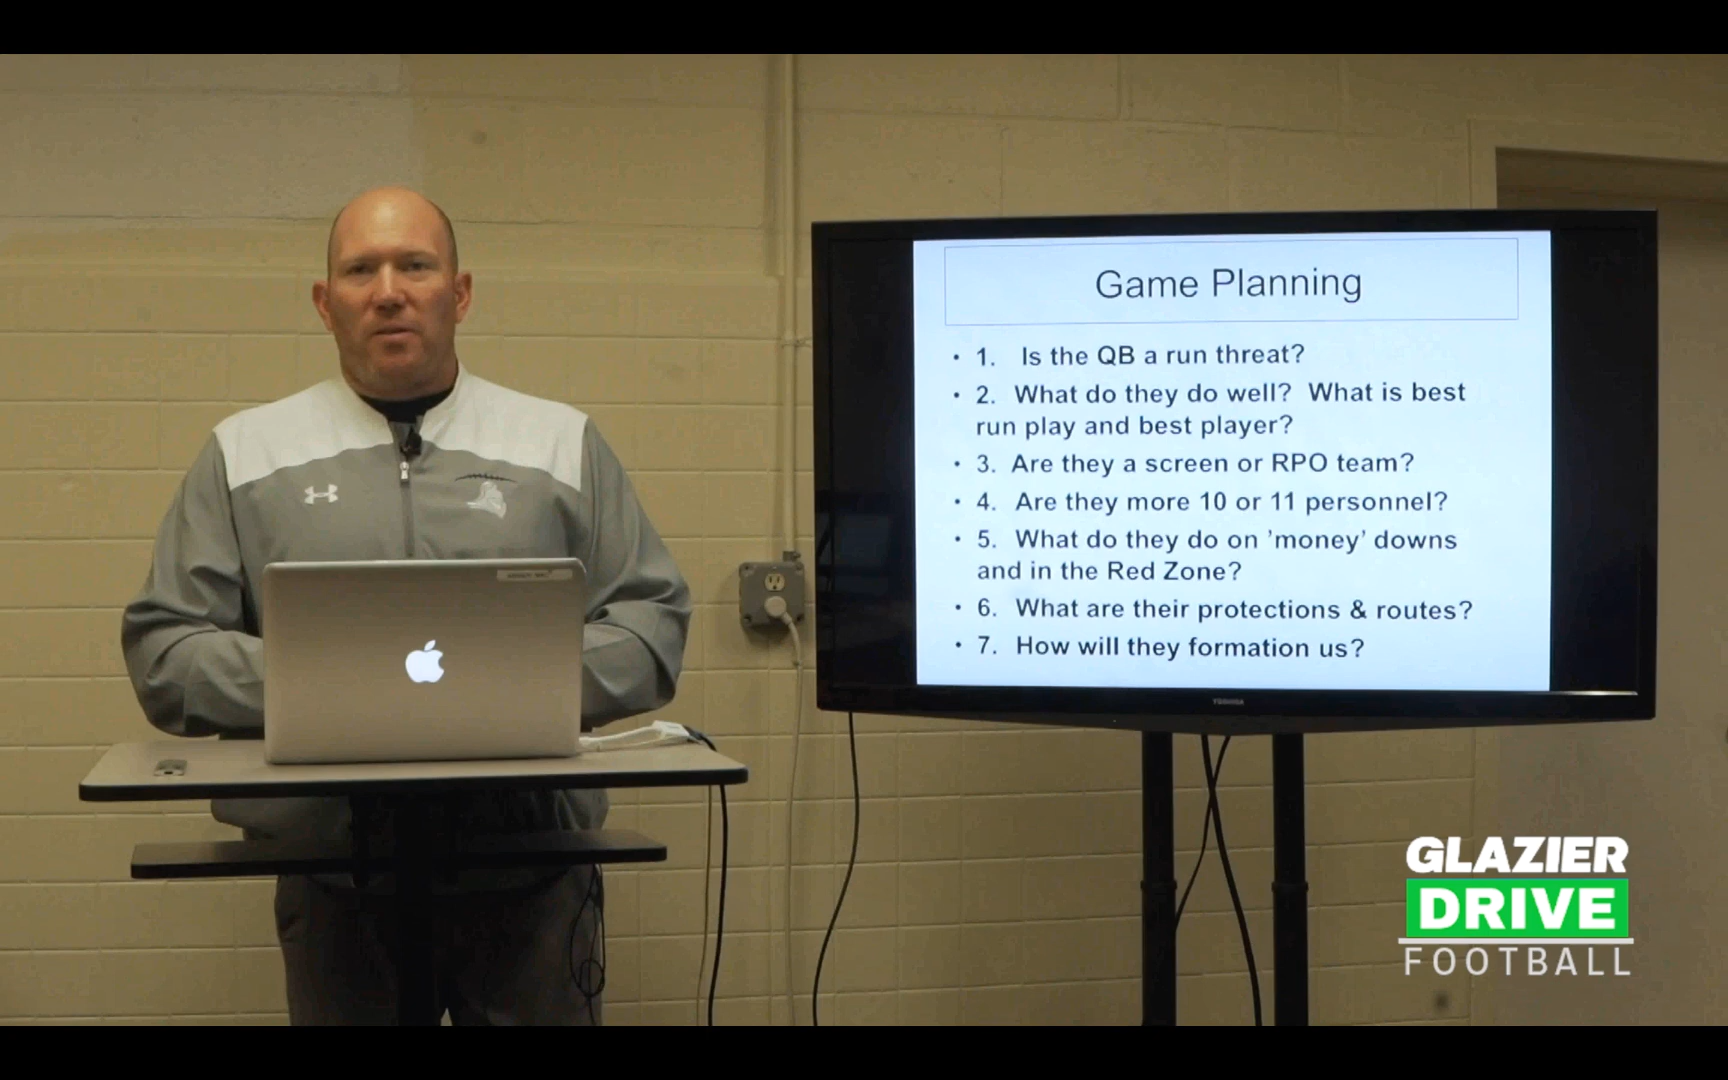 Game Planning
• 1. Is the QB a run threat?
• 2. What do they do well? What is best
run play and best player?
• 3. Are they a screen or RPO team?
• 4. Are they more 10 or 11 personnel?
• 5. What do they do on 'money' downs
and in the Red Zone?
• 6. What are their protections & routes?
• 7. How will they formation us?
TOSHIBA
GLAZIER
DRIVE
FOOTBALL